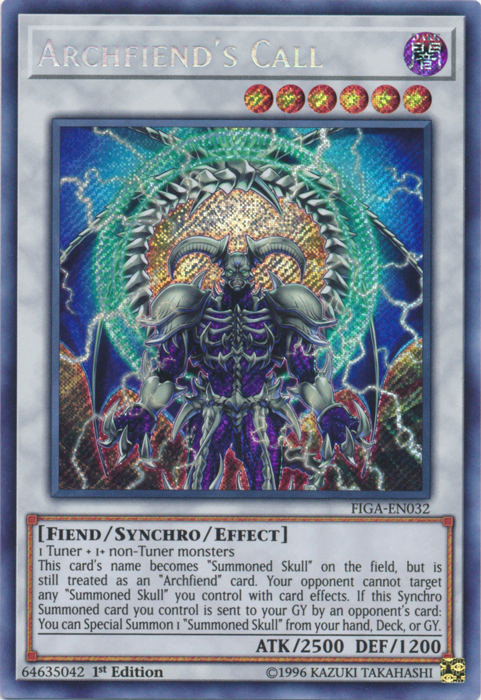 ARCHFIEND'S CALL
FIGA-EN032
[FIEND/SYNCHRO/EFFECT]
1 Tuner + 1+ non-Tuner monsters
This card's name becomes "Summoned Skull" on the field, but is
still treated as an "Archfiend" card. Your opponent cannot target
any "Summoned Skull" you control with card effects. If this Synchro
Summoned card you control is sent to your GY by an opponent's card:
You can Special Summon 1 "Summoned Skull" from your hand, Deck, or GY.
ATK/2500 DEF/1200
64635042 1st Edition ©1996 KAZUKI TAKAHASHI